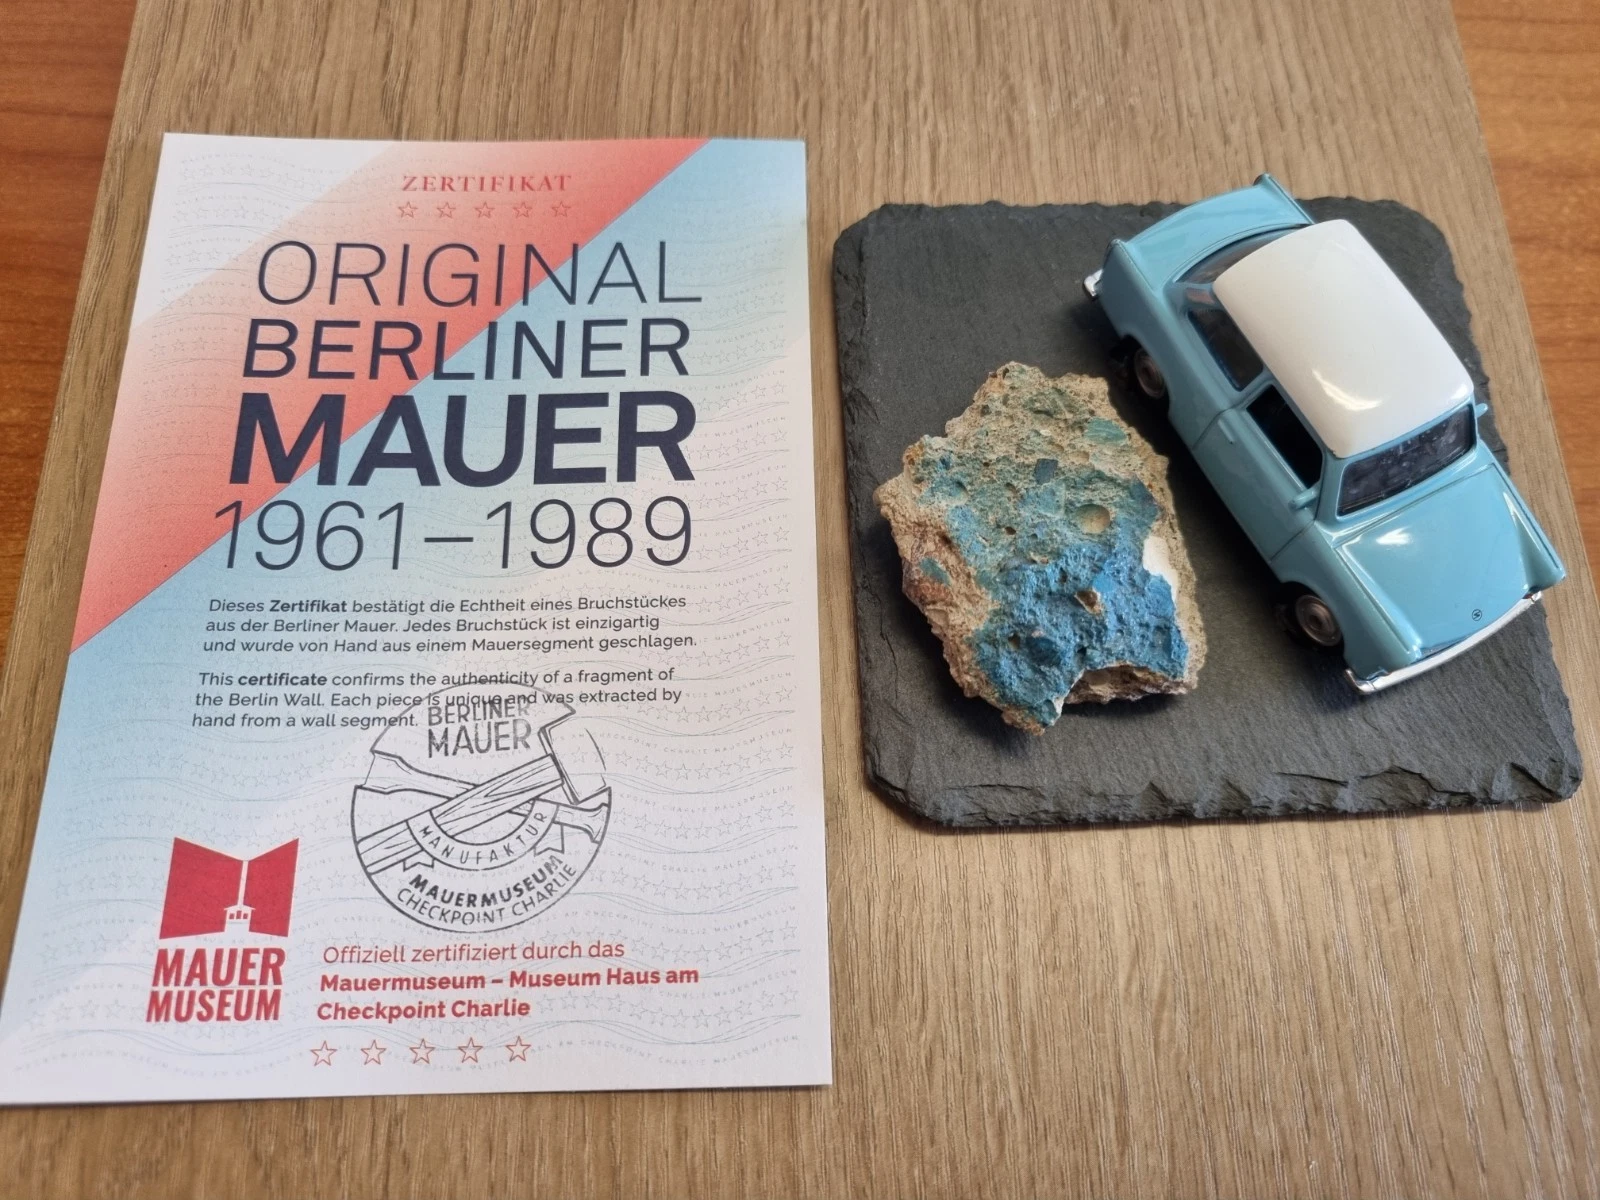 ZERTIFIKAT
ORIGINAL
BERLINER
MAUER
1961–1989
Dieses Zertifikat bestätigt die Echtheit eines Bruchstückes
aus der Berliner Mauer. Jedes Bruchstück ist einzigartig
und wurde von Hand aus einem Mauersegment geschlagen.
This certificate confirms the authenticity of a fragment of
the Berlin Wall. Each piece is unique and was extracted by
hand from a wall segment.
BERLINER
MAUER
MANUFAKTUR
MAUERMUSEUM
CHECKPOINT CHARLIE
MAUER
MUSEUM
Offiziell zertifiziert durch das
Mauermuseum – Museum Haus am
Checkpoint Charlie